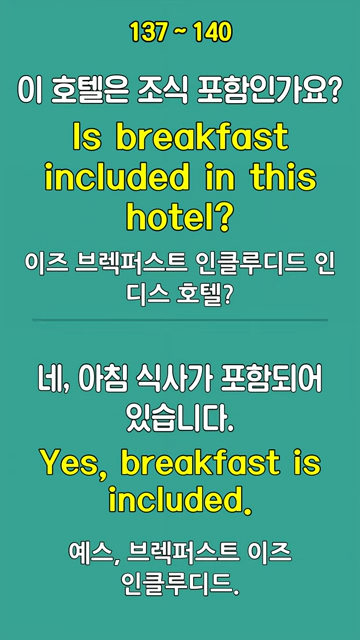 137 ~ 140
이 호텔은 조식 포함인가요?
Is breakfast
included in this
hotel?
이즈 브렉퍼스트 인클루디드 인
디스 호텔?
네, 아침 식사가 포함되어
있습니다.
Yes, breakfast is
included.
예스, 브렉퍼스트 이즈
인클루디드.